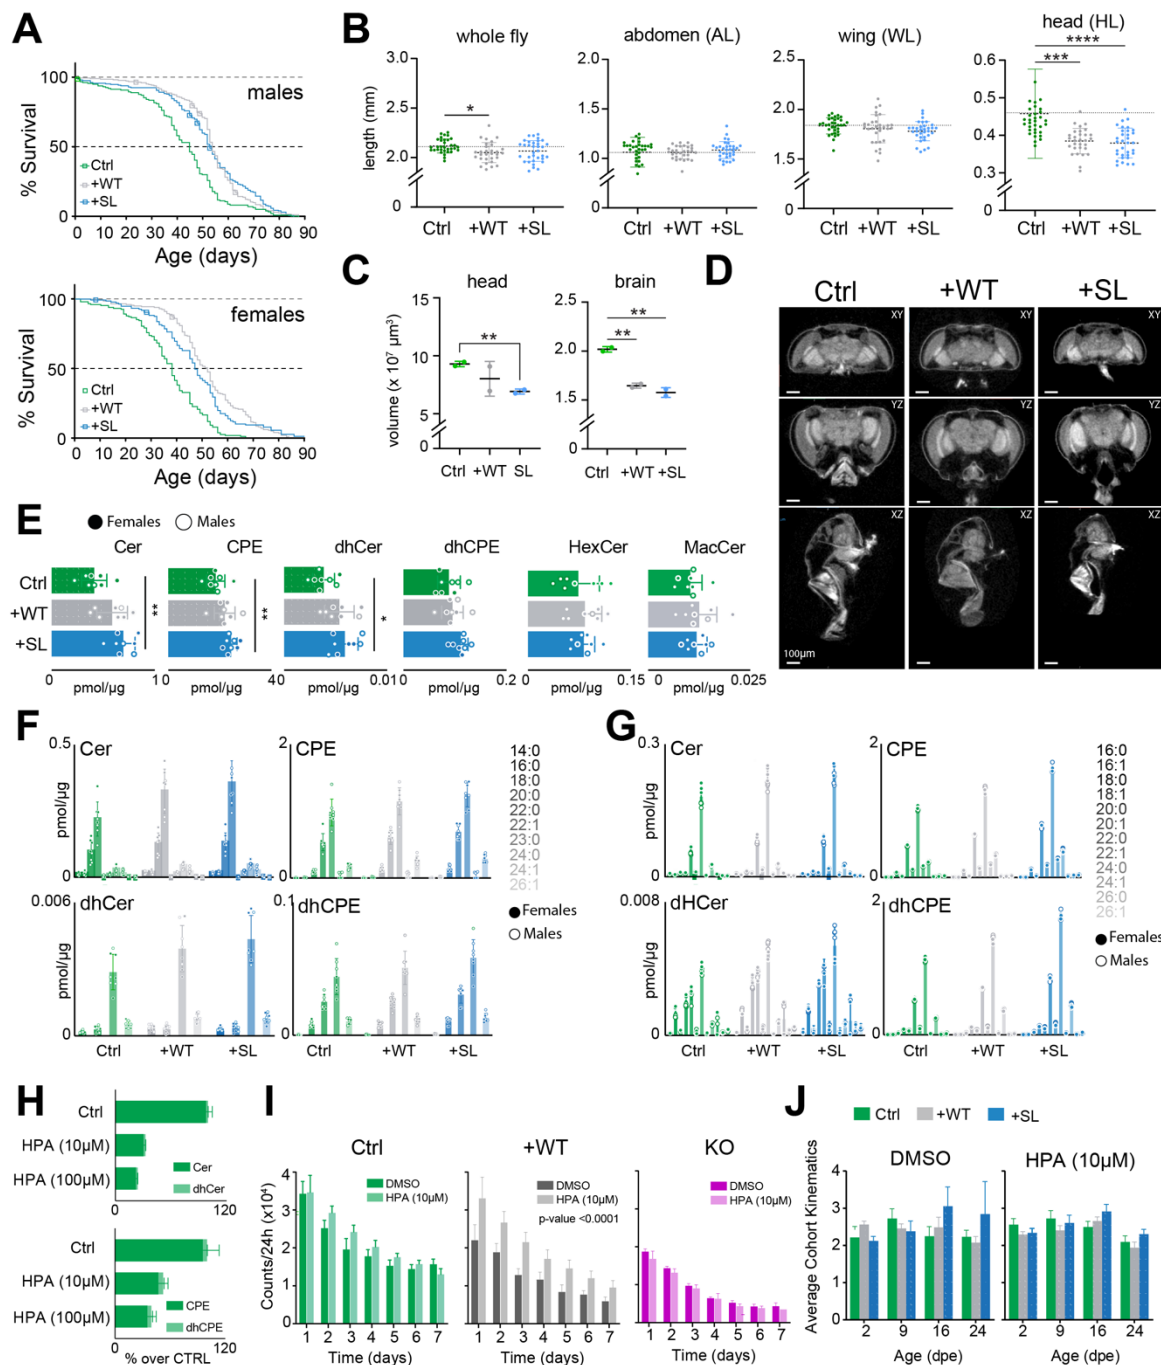 A
males
% Survival
100
50
0
Ctrl
+WT
+SL
0 10 20 30 40 50 60 70 80 90
Age (days)
females
% Survival
100
50
0
Ctrl
+WT
+SL
0 10 20 30 40 50 60 70 80 90
Age (days)
B
whole fly
abdomen (AL)
wing (WL)
head (HL)
length (mm)
2.5
2.0
0
*
Ctrl +WT +SL
2.0
1.5
1.0
0
Ctrl +WT +SL
2.5
2.0
1.5
0
Ctrl +WT +SL
0.6
0.5
0.4
0.3
0
****
***
Ctrl +WT +SL
C
head
brain
volume (x 10⁷ μm³)
15
10
5
0
**
Ctrl +WT SL
2.5
2.0
1.5
0
**
**
Ctrl +WT +SL
D
Ctrl +WT +SL
XY XY XY
YZ YZ YZ
XZ XZ XZ
100μm
E
Females Males
Cer CPE dhCer dhCPE HexCer MacCer
Ctrl
+WT
+SL
** ** *
0 1
pmol/μg
0 40
pmol/μg
0 0.01
pmol/μg
0 0.2
pmol/μg
0 0.15
pmol/μg
0 0.025
pmol/μg
F
Cer
0.5
pmol/μg
0
CPE
2
0
dhCer
0.006
pmol/μg
0
dhCPE
0.1
0
Ctrl +WT +SL
Ctrl +WT +SL
14:0
16:0
18:0
20:0
22:0
22:1
23:0
24:0
24:1
26:1
Females
Males
G
Cer
0.3
pmol/μg
0
CPE
2
0
dHCer
0.008
pmol/μg
0
dhCPE
2
0
Ctrl +WT +SL
Ctrl +WT +SL
16:0
16:1
18:0
18:1
20:0
20:1
22:0
22:1
24:0
24:1
26:0
26:1
Females
Males
H
Ctrl
HPA (10μM)
HPA (100μM)
Cer
dhCer
0 120
Ctrl
HPA (10μM)
HPA (100μM)
CPE
dhCPE
0 120
% over CTRL
I
Ctrl
+WT
KO
Counts/24h (x10⁴)
4
3
2
1
0
DMSO
HPA (10μM)
1 2 3 4 5 6 7
Time (days)
DMSO
HPA (10μM)
p-value <0.0001
1 2 3 4 5 6 7
Time (days)
DMSO
HPA (10μM)
1 2 3 4 5 6 7
Time (days)
J
Ctrl +WT +SL
DMSO
HPA (10μM)
Average Cohort Kinematics
4
3
2
1
0
2 9 16 24
Age (dpe)
2 9 16 24
Age (dpe)